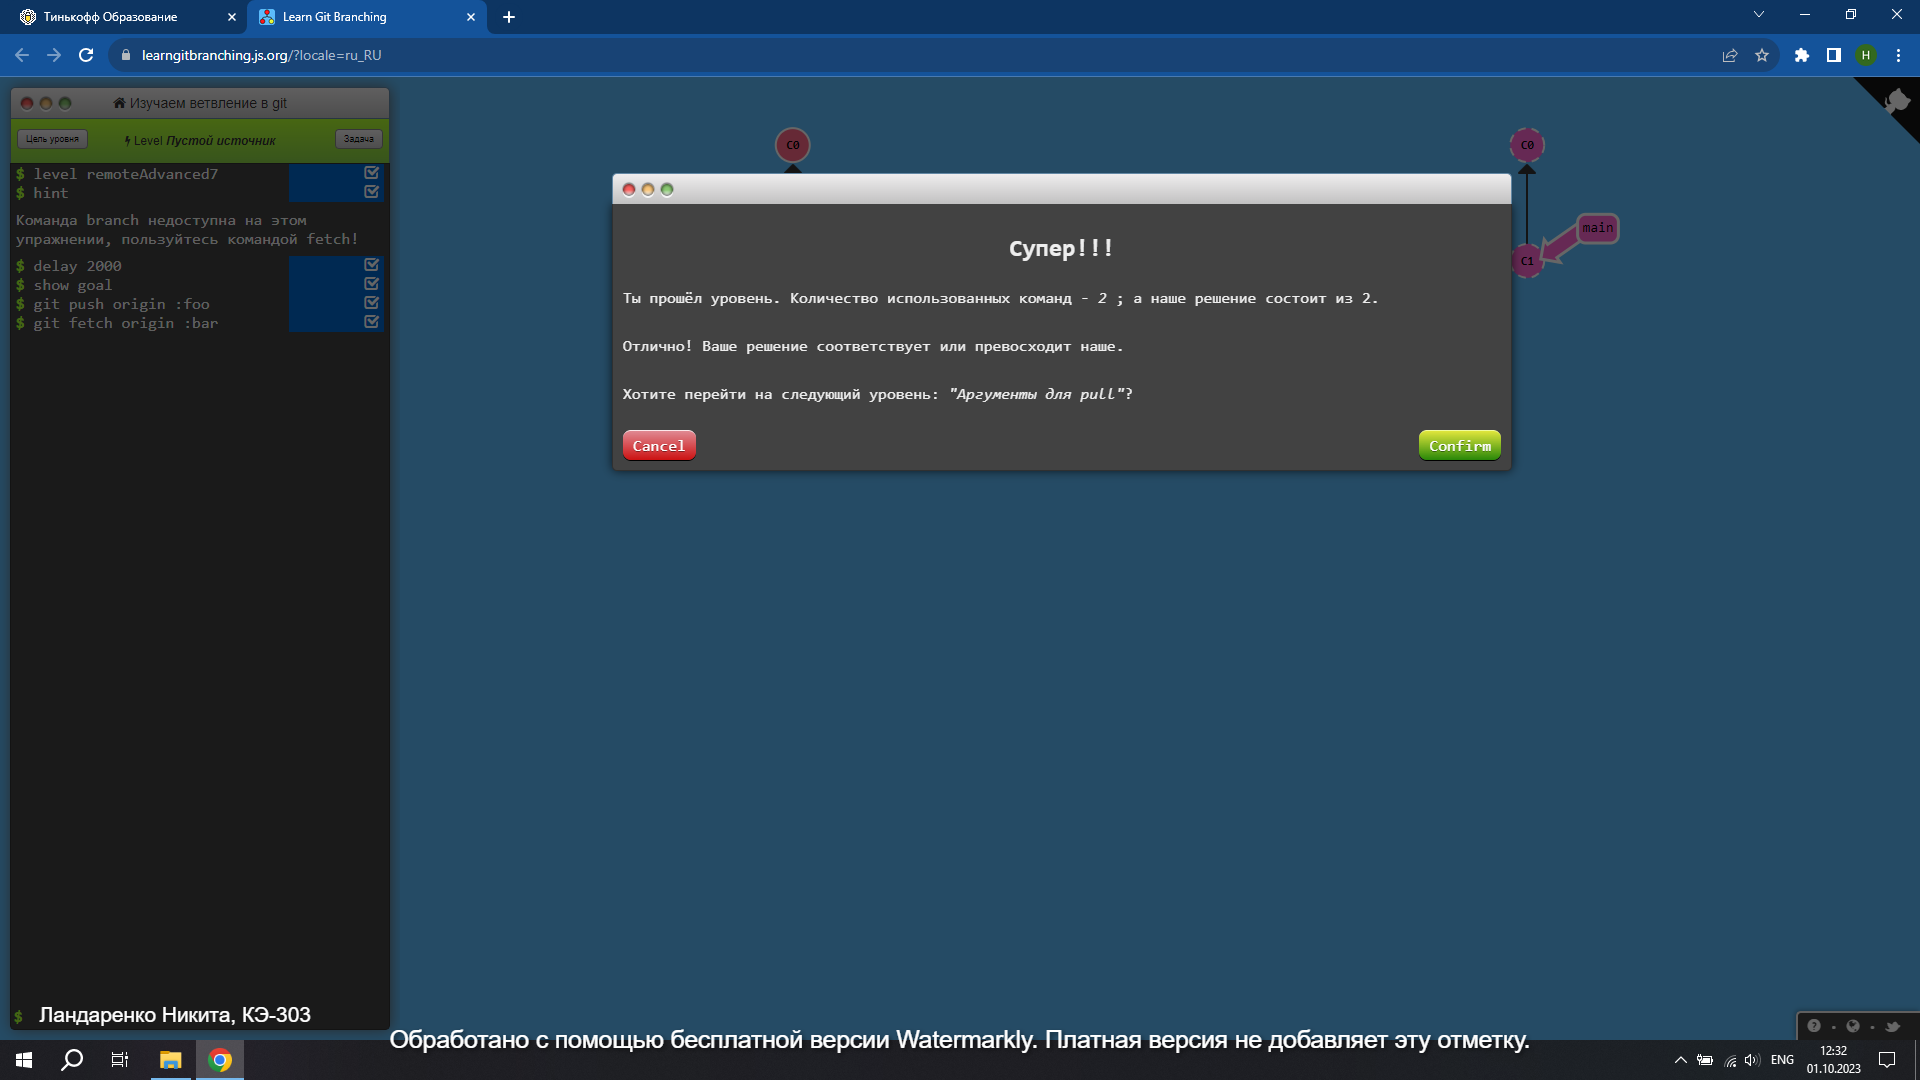 Тинькофф Образование
Learn Git Branching
learngitbranching.js.org/?locale=ru_RU
H
Изучаем ветвление в git
Цель уровня
Level Пустой источник
Задача
$ level remoteAdvanced7
$ hint
Команда branch недоступна на этом
упражнении, пользуйтесь командой fetch!
$ delay 2000
$ show goal
$ git push origin :foo
$ git fetch origin :bar
C0
C0
main
C1
Супер!!!
Ты прошёл уровень. Количество использованных команд - 2 ; а наше решение состоит из 2.
Отлично! Ваше решение соответствует или превосходит наше.
Хотите перейти на следующий уровень: "Аргументы для pull"?
Cancel
Confirm
$ Ландаренко Никита, КЭ-303
Обработано с помощью бесплатной версии Watermarkly. Платная версия не добавляет эту отметку.
ENG
12:32
01.10.2023